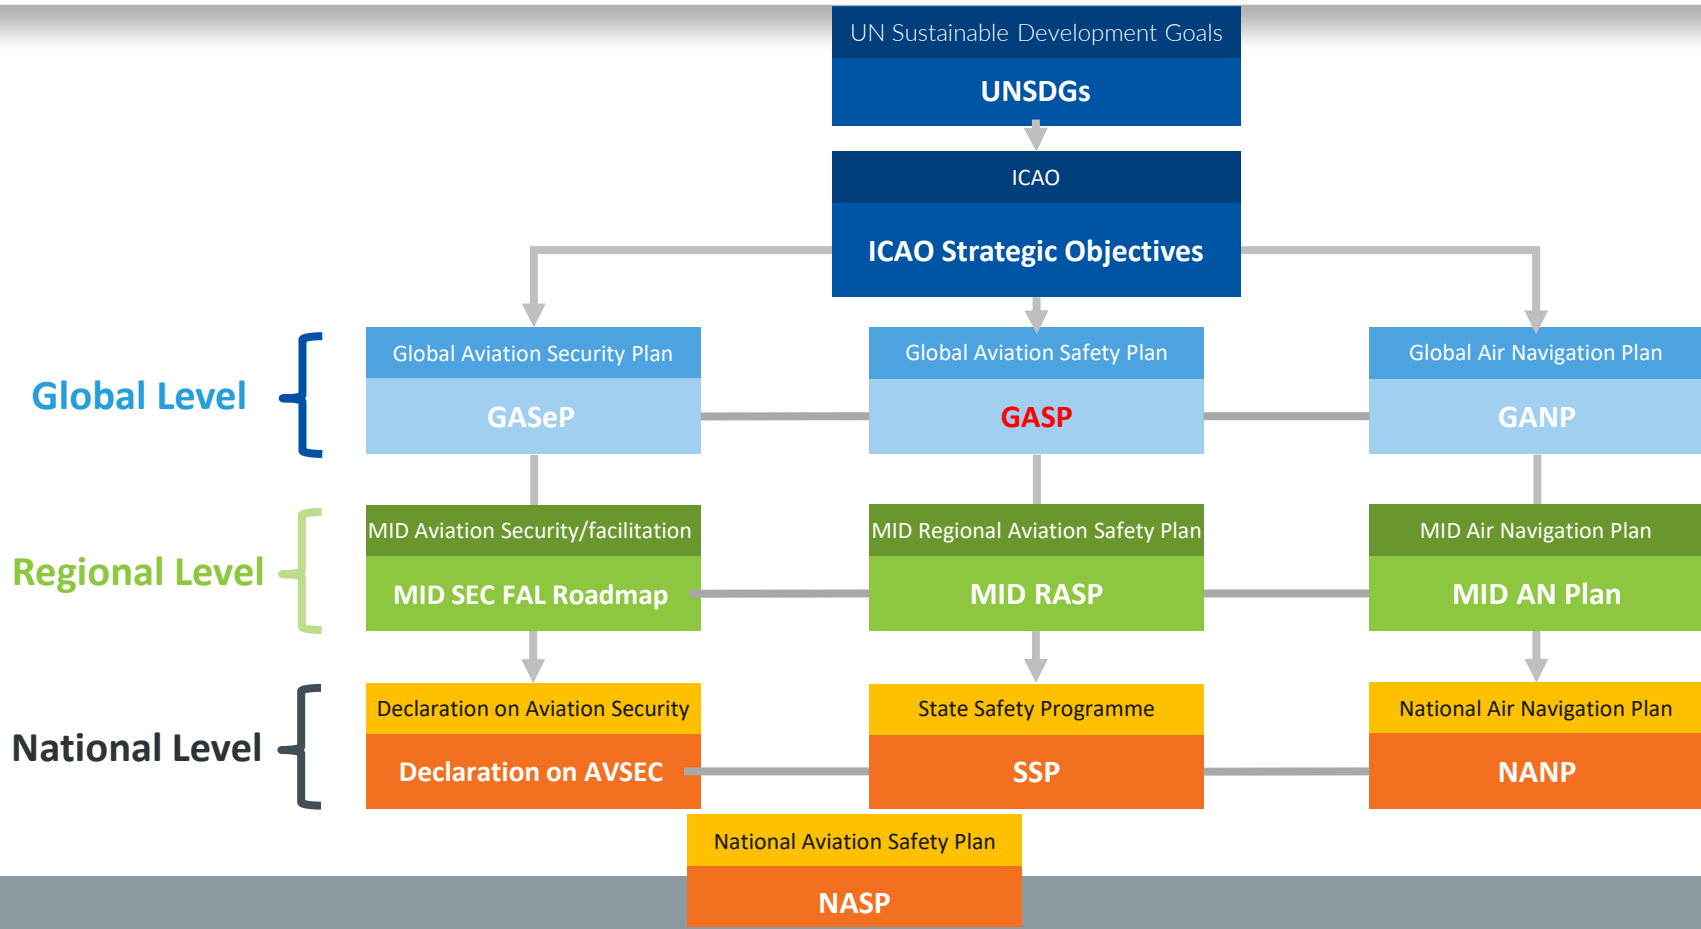 UN Sustainable Development Goals
UNSDGs
ICAO
ICAO Strategic Objectives
Global Level
Global Aviation Security Plan
GASeP
Global Aviation Safety Plan
GASP
Global Air Navigation Plan
GANP
Regional Level
MID Aviation Security/facilitation
MID SEC FAL Roadmap
MID Regional Aviation Safety Plan
MID RASP
MID Air Navigation Plan
MID AN Plan
National Level
Declaration on Aviation Security
Declaration on AVSEC
State Safety Programme
SSP
National Air Navigation Plan
NANP
National Aviation Safety Plan
NASP